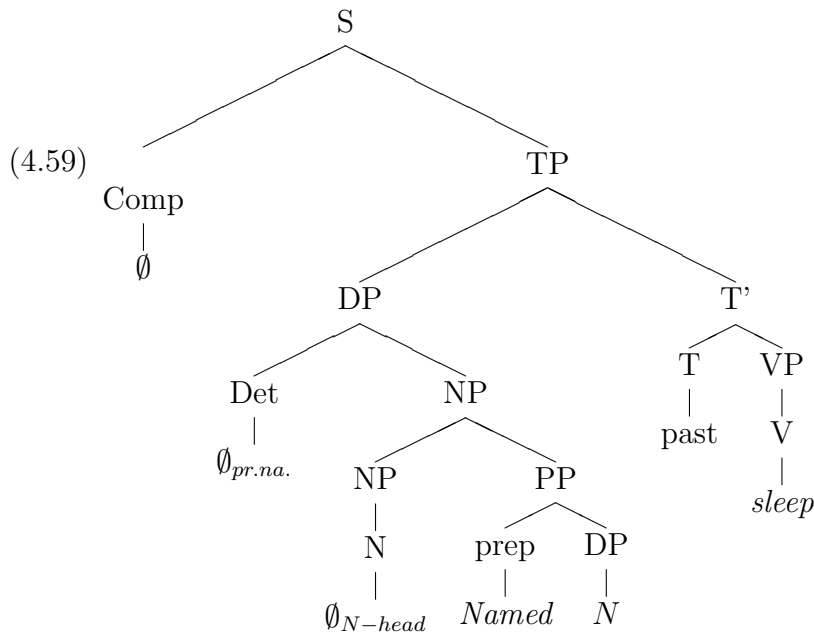 S
(4.59)
TP
Comp
∅
DP
T’
Det
NP
T
VP
∅pr.na.
past
V
NP
PP
sleep
N
prep
DP
∅N−head
Named
N